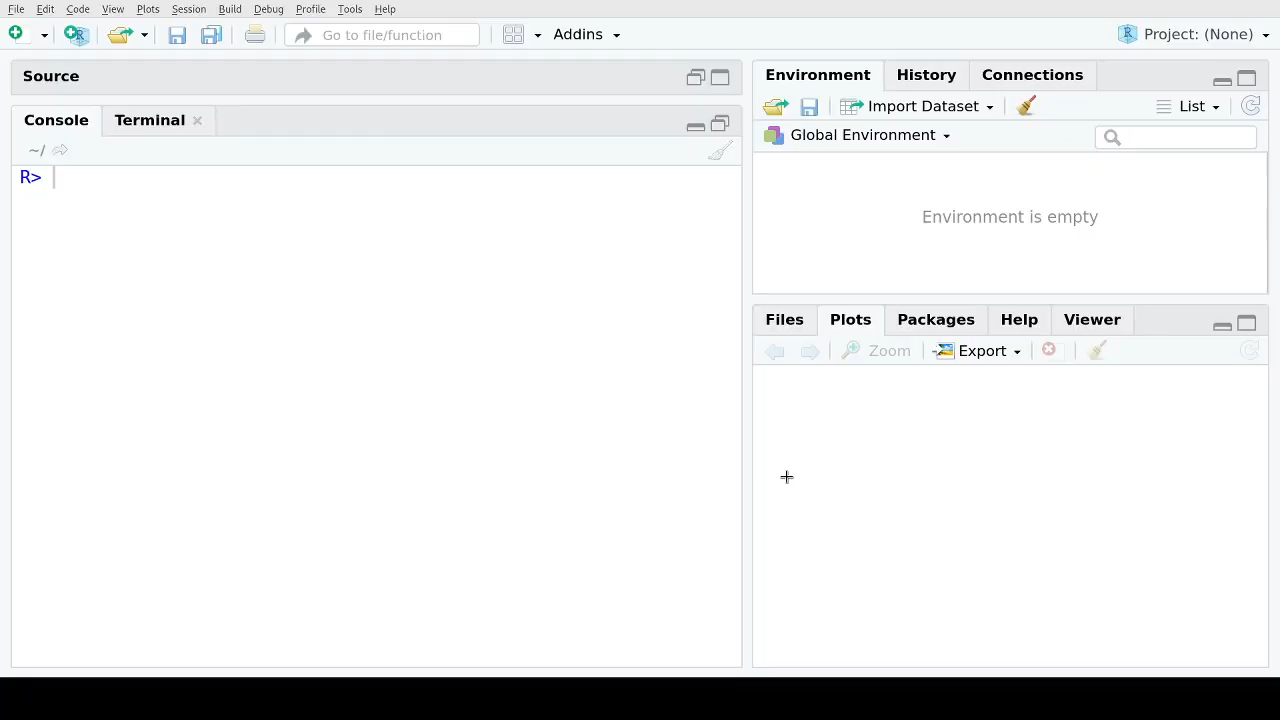 File Edit Code View Plots Session Build Debug Profile Tools Help
Go to file/function Addins Project: (None)
Source
Console Terminal
~/
R>
Environment History Connections
Import Dataset List
Global Environment
Environment is empty
Files Plots Packages Help Viewer
Zoom Export